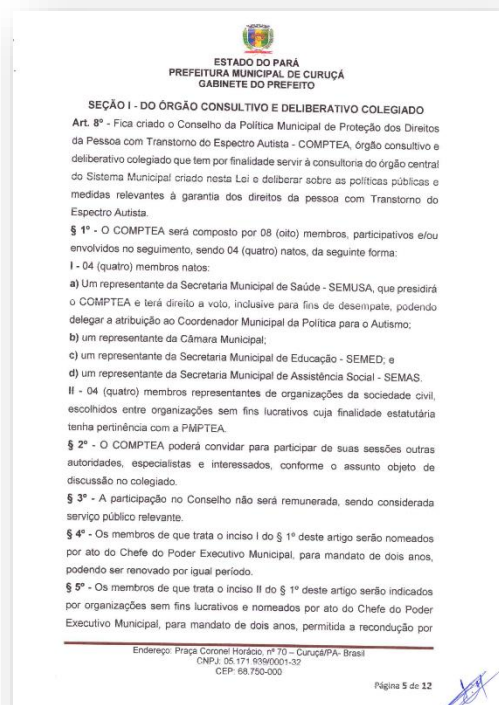 ESTADO DO PARÁ
PREFEITURA MUNICIPAL DE CURUÇÁ
GABINETE DO PREFEITO
SEÇÃO I - DO ÓRGÃO CONSULTIVO E DELIBERATIVO COLEGIADO
Art. 8º - Fica criado o Conselho da Política Municipal de Proteção dos Direitos
da Pessoa com Transtorno do Espectro Autista - COMPTEA, órgão consultivo e
deliberativo colegiado que tem por finalidade servir à consultoria do órgão central
do Sistema Municipal criado nesta Lei e deliberar sobre as políticas públicas e
medidas relevantes à garantia dos direitos da pessoa com Transtorno do
Espectro Autista.
§ 1º - O COMPTEA será composto por 08 (oito) membros, participativos e/ou
envolvidos no seguimento, sendo 04 (quatro) natos, da seguinte forma:
I - 04 (quatro) membros natos:
a) Um representante da Secretaria Municipal de Saúde - SEMUSA, que presidirá
o COMPTEA e terá direito a voto, inclusive para fins de desempate, podendo
delegar a atribuição ao Coordenador Municipal da Política para o Autismo;
b) um representante da Câmara Municipal;
c) um representante da Secretaria Municipal de Educação - SEMED; e
d) um representante da Secretaria Municipal de Assistência Social - SEMAS.
II - 04 (quatro) membros representantes de organizações da sociedade civil,
escolhidos entre organizações sem fins lucrativos cuja finalidade estatutária
tenha pertinência com a PMPTEA.
§ 2º - O COMPTEA poderá convidar para participar de suas sessões outras
autoridades, especialistas e interessados, conforme o assunto objeto de
discussão no colegiado.
§ 3º - A participação no Conselho não será remunerada, sendo considerada
serviço público relevante.
§ 4º - Os membros de que trata o inciso I do § 1º deste artigo serão nomeados
por ato do Chefe do Poder Executivo Municipal, para mandato de dois anos,
podendo ser renovado por igual período.
§ 5º - Os membros de que trata o inciso II do § 1º deste artigo serão indicados
por organizações sem fins lucrativos e nomeados por ato do Chefe do Poder
Executivo Municipal, para mandato de dois anos, permitida a recondução por
Endereço: Praça Coronel Horácio, nº 70 – Curuçá/PA- Brasil
CNPJ: 05.171.939/0001-32
CEP: 68.750-000
Página 5 de 12